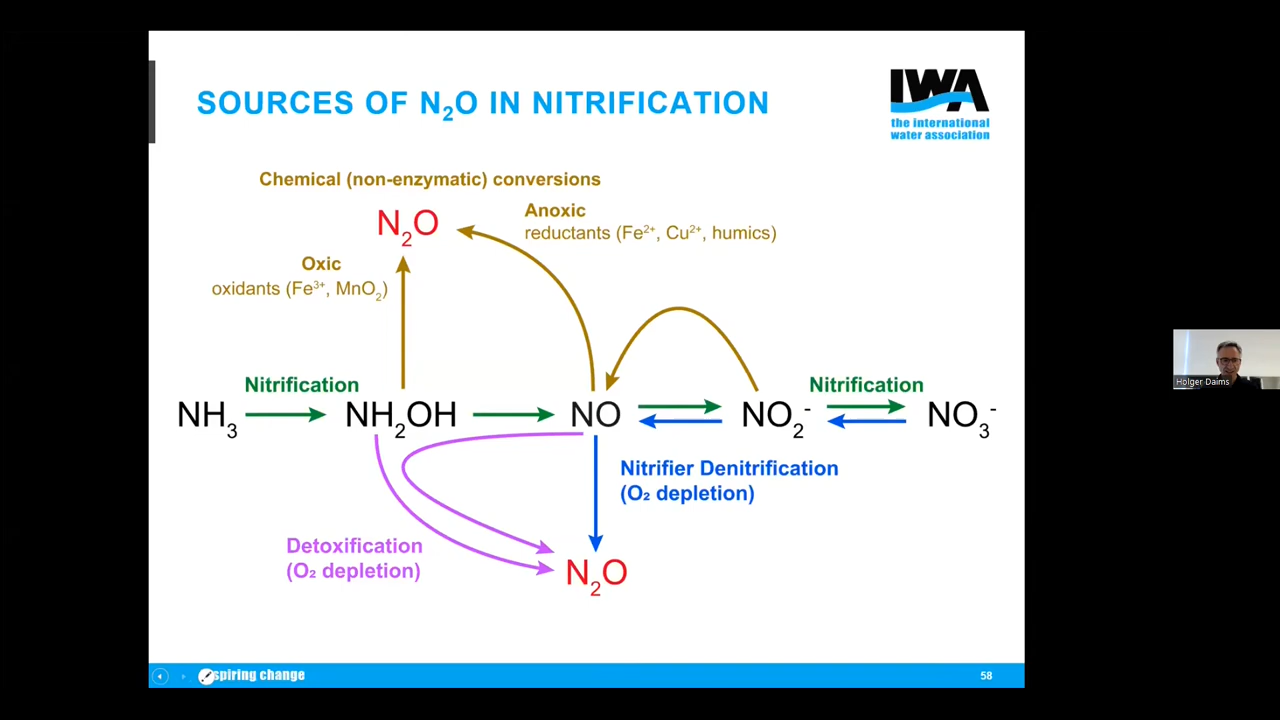 SOURCES OF N₂O IN NITRIFICATION
IWA
the international
water association
Chemical (non-enzymatic) conversions
N₂O
Anoxic
reductants (Fe²⁺, Cu²⁺, humics)
Oxic
oxidants (Fe³⁺, MnO₂)
Nitrification
Nitrification
NH₃
NH₂OH
NO
NO₂⁻
NO₃⁻
Nitrifier Denitrification
(O₂ depletion)
Detoxification
(O₂ depletion)
N₂O
spiring change
58
Holger Daims